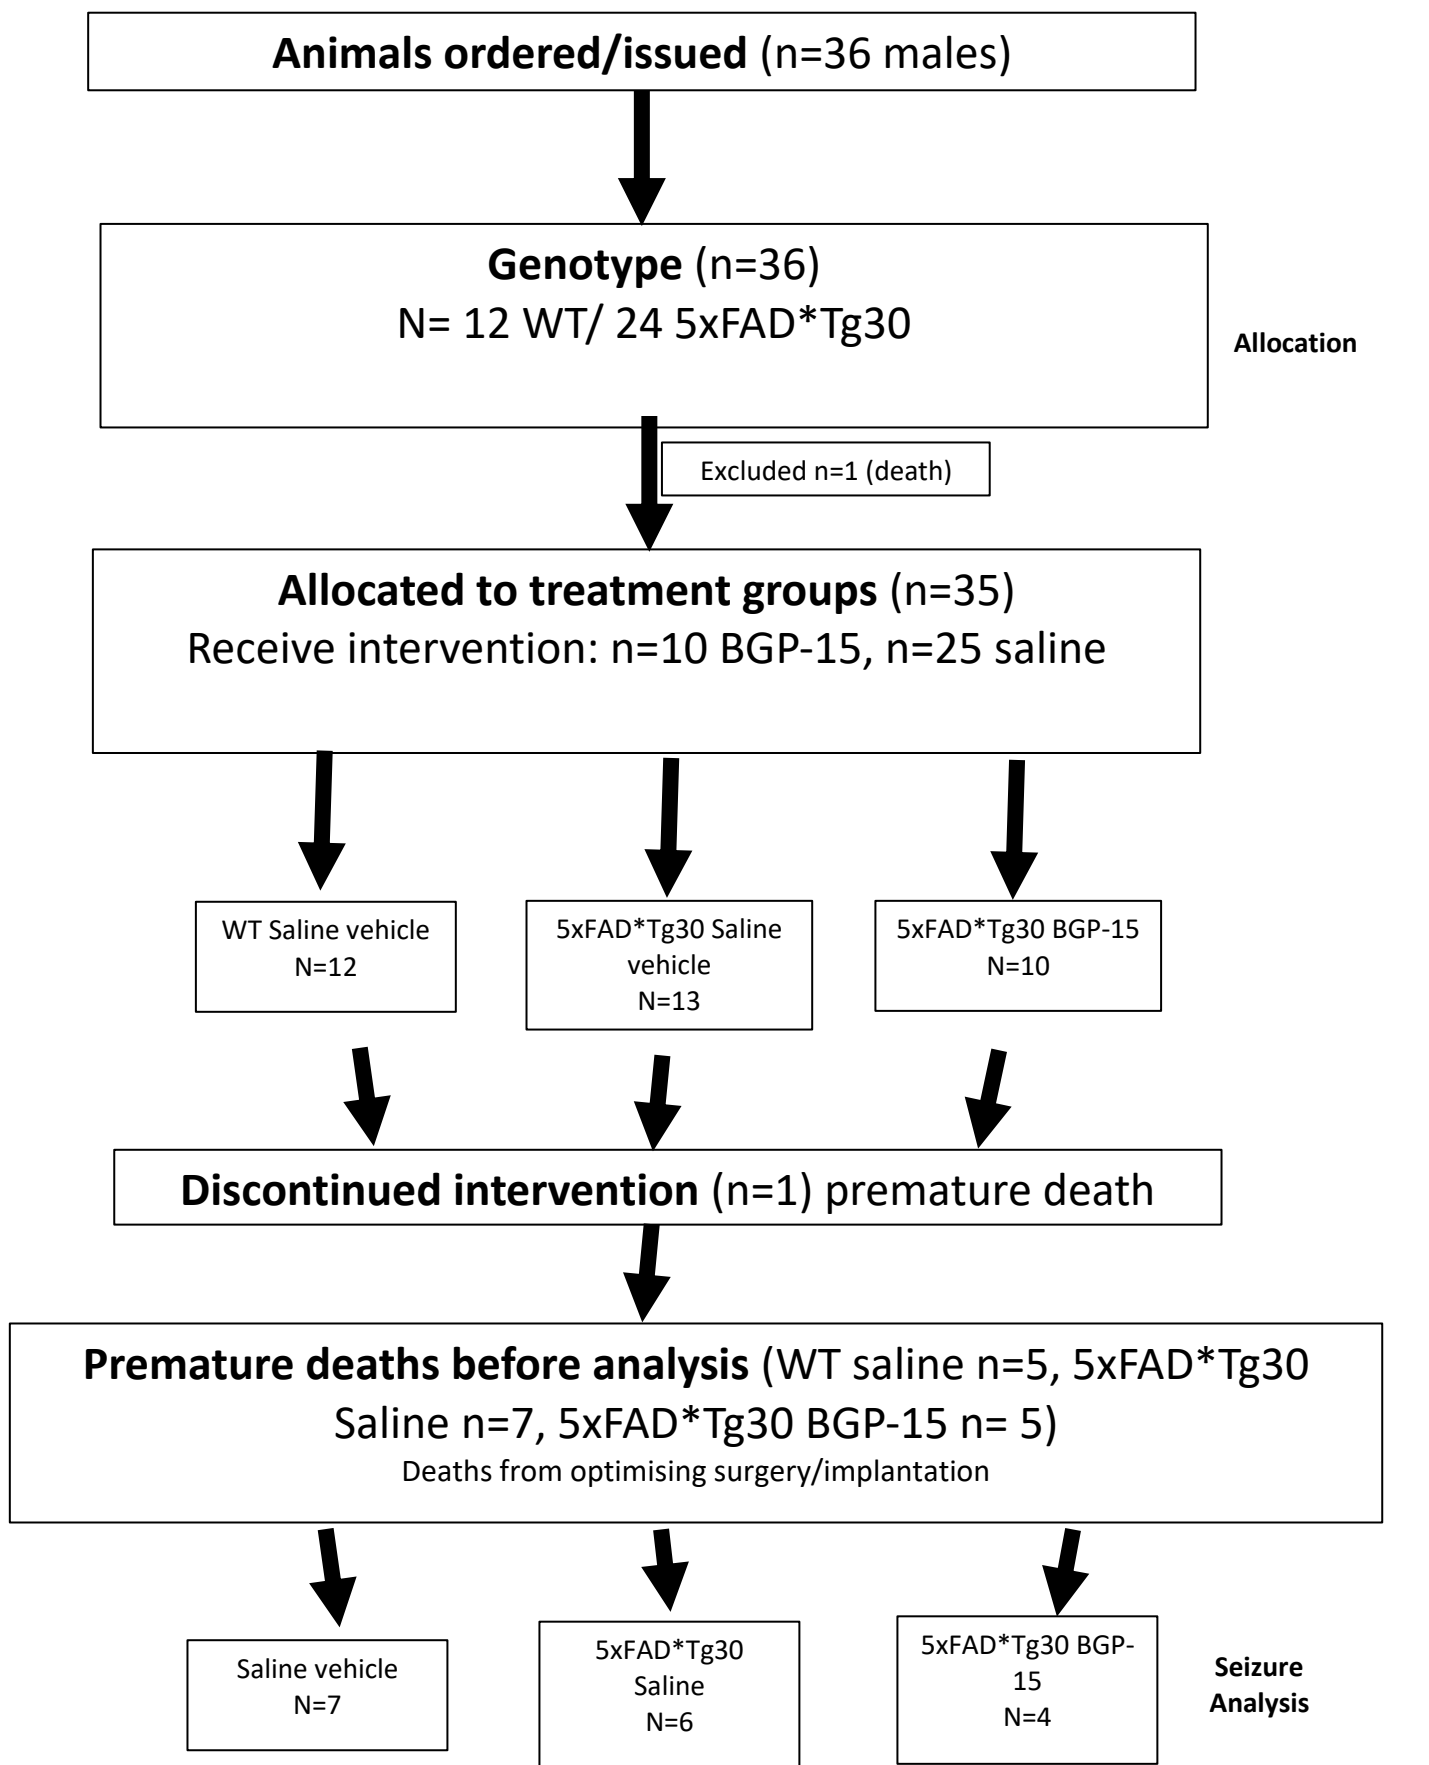 Animals ordered/issued (n=36 males)
Genotype (n=36)
N= 12 WT/ 24 5xFAD*Tg30
Allocation
Excluded n=1 (death)
Allocated to treatment groups (n=35)
Receive intervention: n=10 BGP-15, n=25 saline
WT Saline vehicle
N=12
5xFAD*Tg30 Saline
vehicle
N=13
5xFAD*Tg30 BGP-15
N=10
Discontinued intervention (n=1) premature death
Premature deaths before analysis (WT saline n=5, 5xFAD*Tg30
Saline n=7, 5xFAD*Tg30 BGP-15 n= 5)
Deaths from optimising surgery/implantation
Saline vehicle
N=7
5xFAD*Tg30
Saline
N=6
5xFAD*Tg30 BGP-
15
N=4
Seizure
Analysis